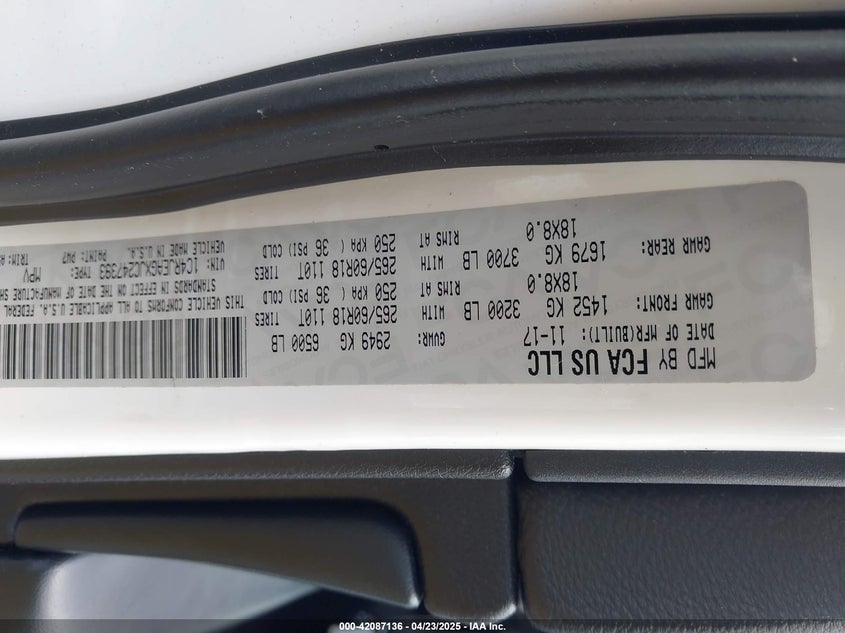 MFD BY FCA US LLC
DATE OF MFR(BUILT): 11-17 GVWR: 2949 KG 6500 LB
GAWR FRONT: 1452 KG 3200 LB WITH 265/60R18 110T TIRES
18X8.0 RIMS AT 250 KPA ( 36 PSI) COLD
GAWR REAR: 1679 KG 3700 LB WITH 265/60R18 110T TIRES
18X8.0 RIMS AT 250 KPA ( 36 PSI) COLD
THIS VEHICLE CONFORMS TO ALL APPLICABLE U.S.A. FEDERAL
STANDARDS IN EFFECT ON THE DATE OF MANUFACTURE
VIN: 1C4RJEAGXJC247393 TYPE: MPV
VEHICLE MADE IN U.S.A. PAINT: PW7 TRIM:
000-42087136 - 04/23/2025 - IAA Inc.